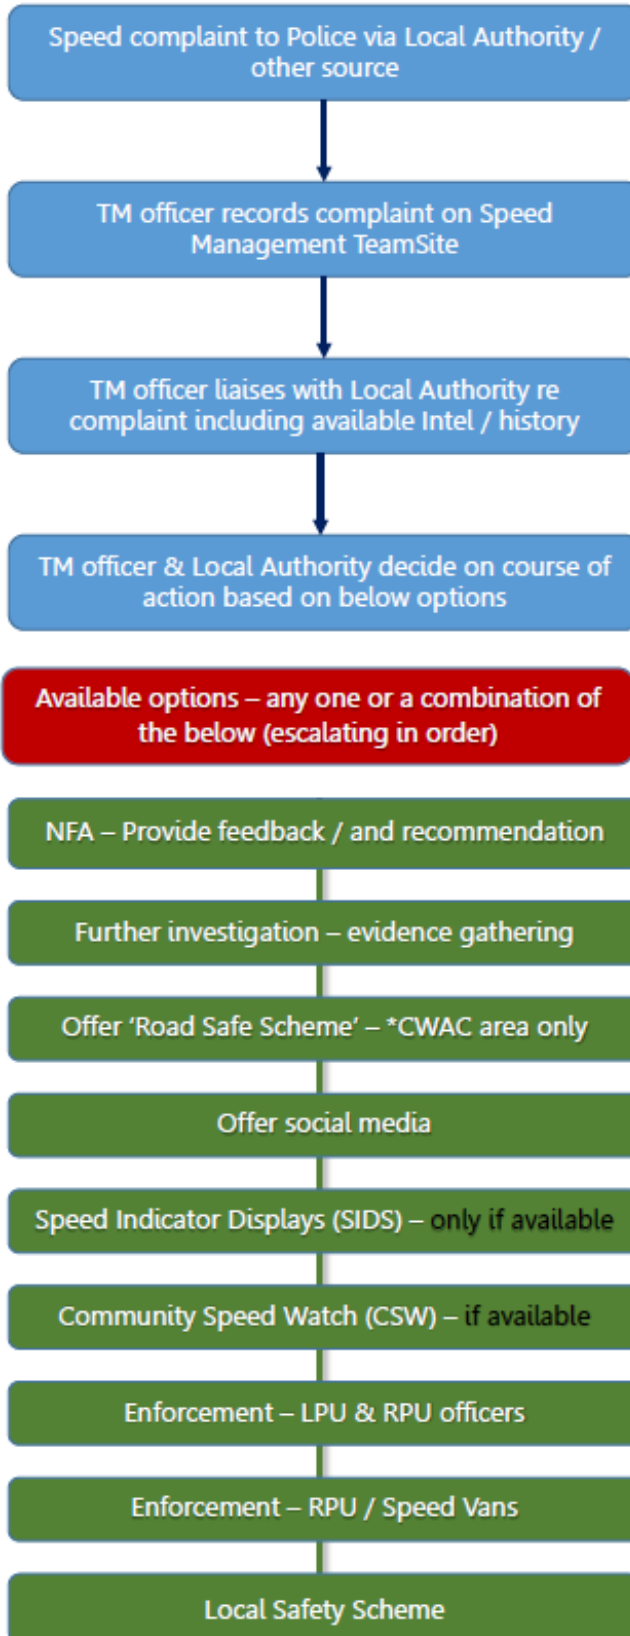 Speed complaint to Police via Local Authority /
other source
TM officer records complaint on Speed
Management TeamSite
TM officer liaises with Local Authority re
complaint including available Intel / history
TM officer & Local Authority decide on course of
action based on below options
Available options – any one or a combination of
the below (escalating in order)
NFA – Provide feedback / and recommendation
Further investigation – evidence gathering
Offer ‘Road Safe Scheme’ – *CWAC area only
Offer social media
Speed Indicator Displays (SIDS) – only if available
Community Speed Watch (CSW) – if available
Enforcement – LPU & RPU officers
Enforcement – RPU / Speed Vans
Local Safety Scheme